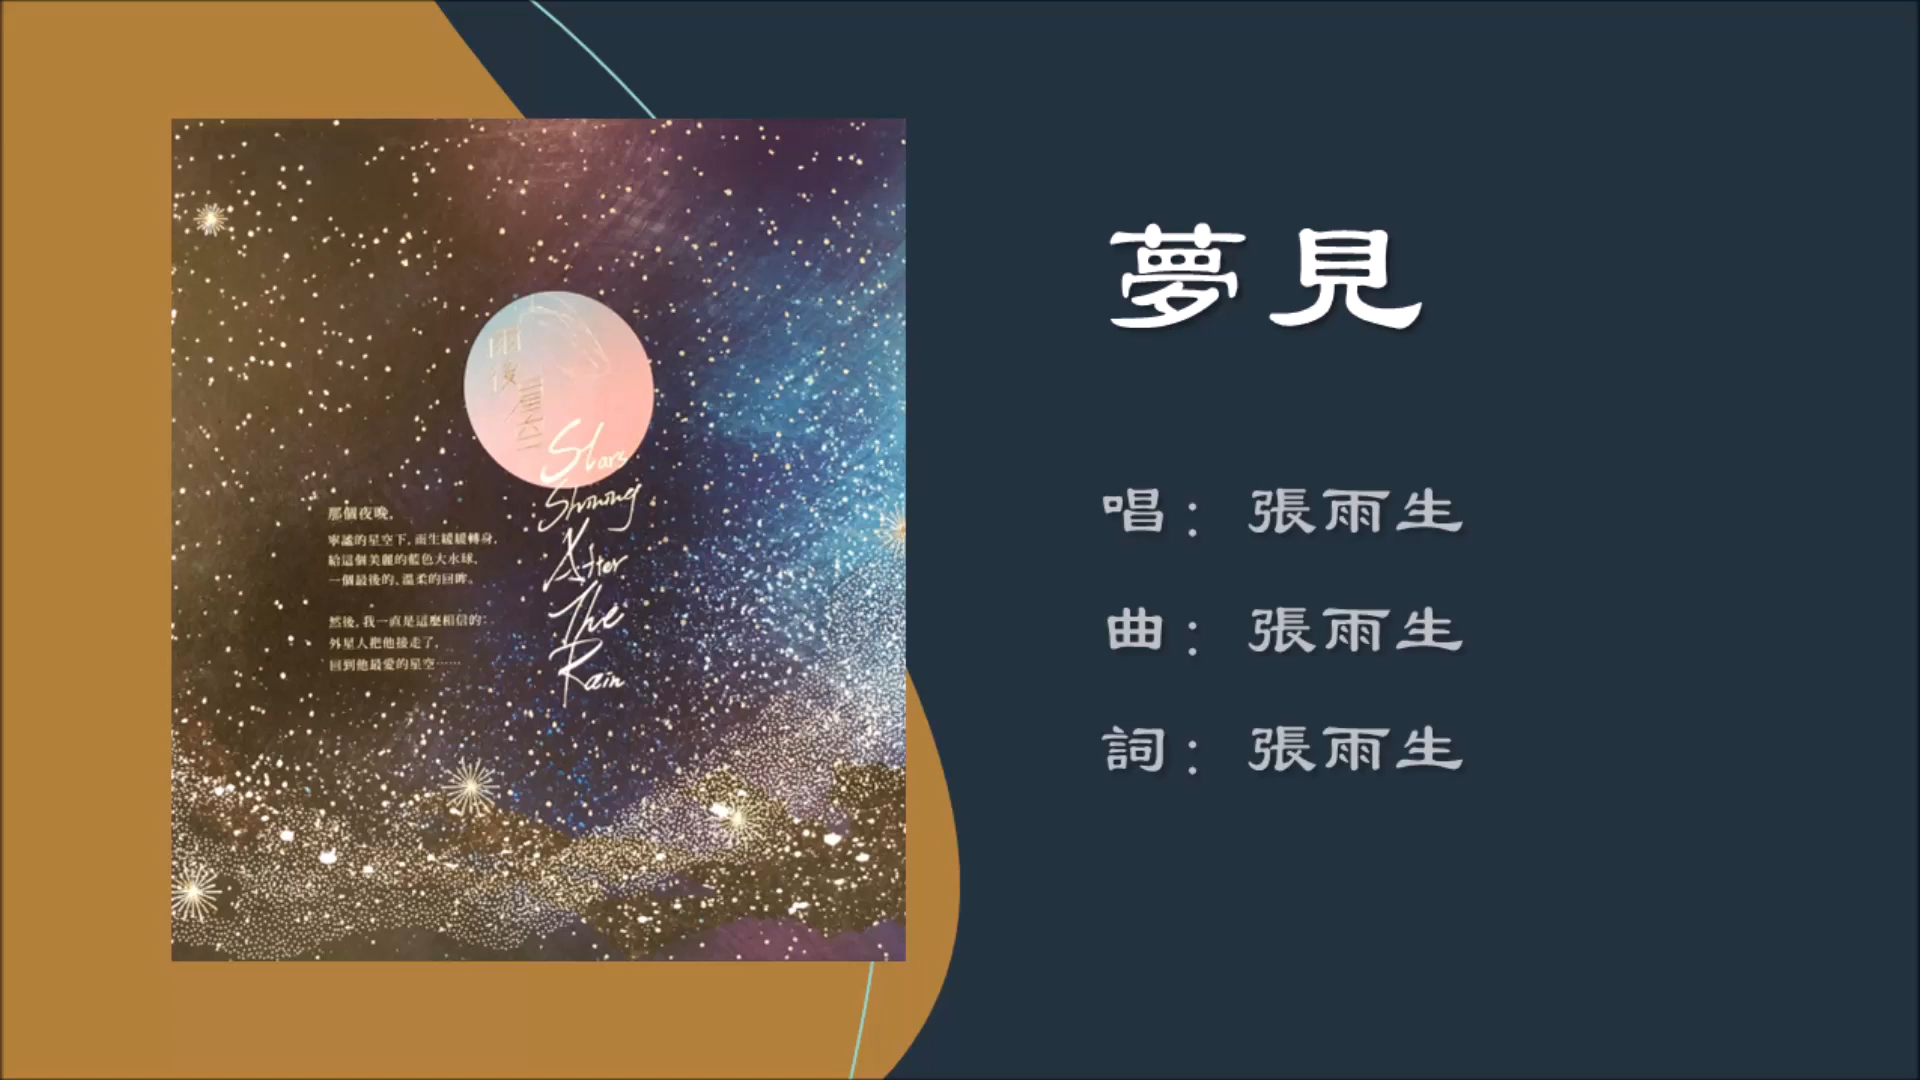 雨後星空
Stars
Shining
After
The
Rain
那個夜晚,
寧謐的星空下,雨生緩緩轉身,
給這個美麗的藍色大水球,
一個最後的、溫柔的回眸。
然後,我一直是這麼相信的:
外星人把他接走了,
回到他最愛的星空……
夢見
唱: 張雨生
曲: 張雨生
詞: 張雨生